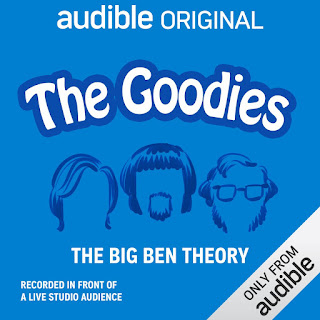 audible ORIGINAL
The Goodies
THE BIG BEN THEORY
RECORDED IN FRONT OF
A LIVE STUDIO AUDIENCE
ONLY FROM
audible